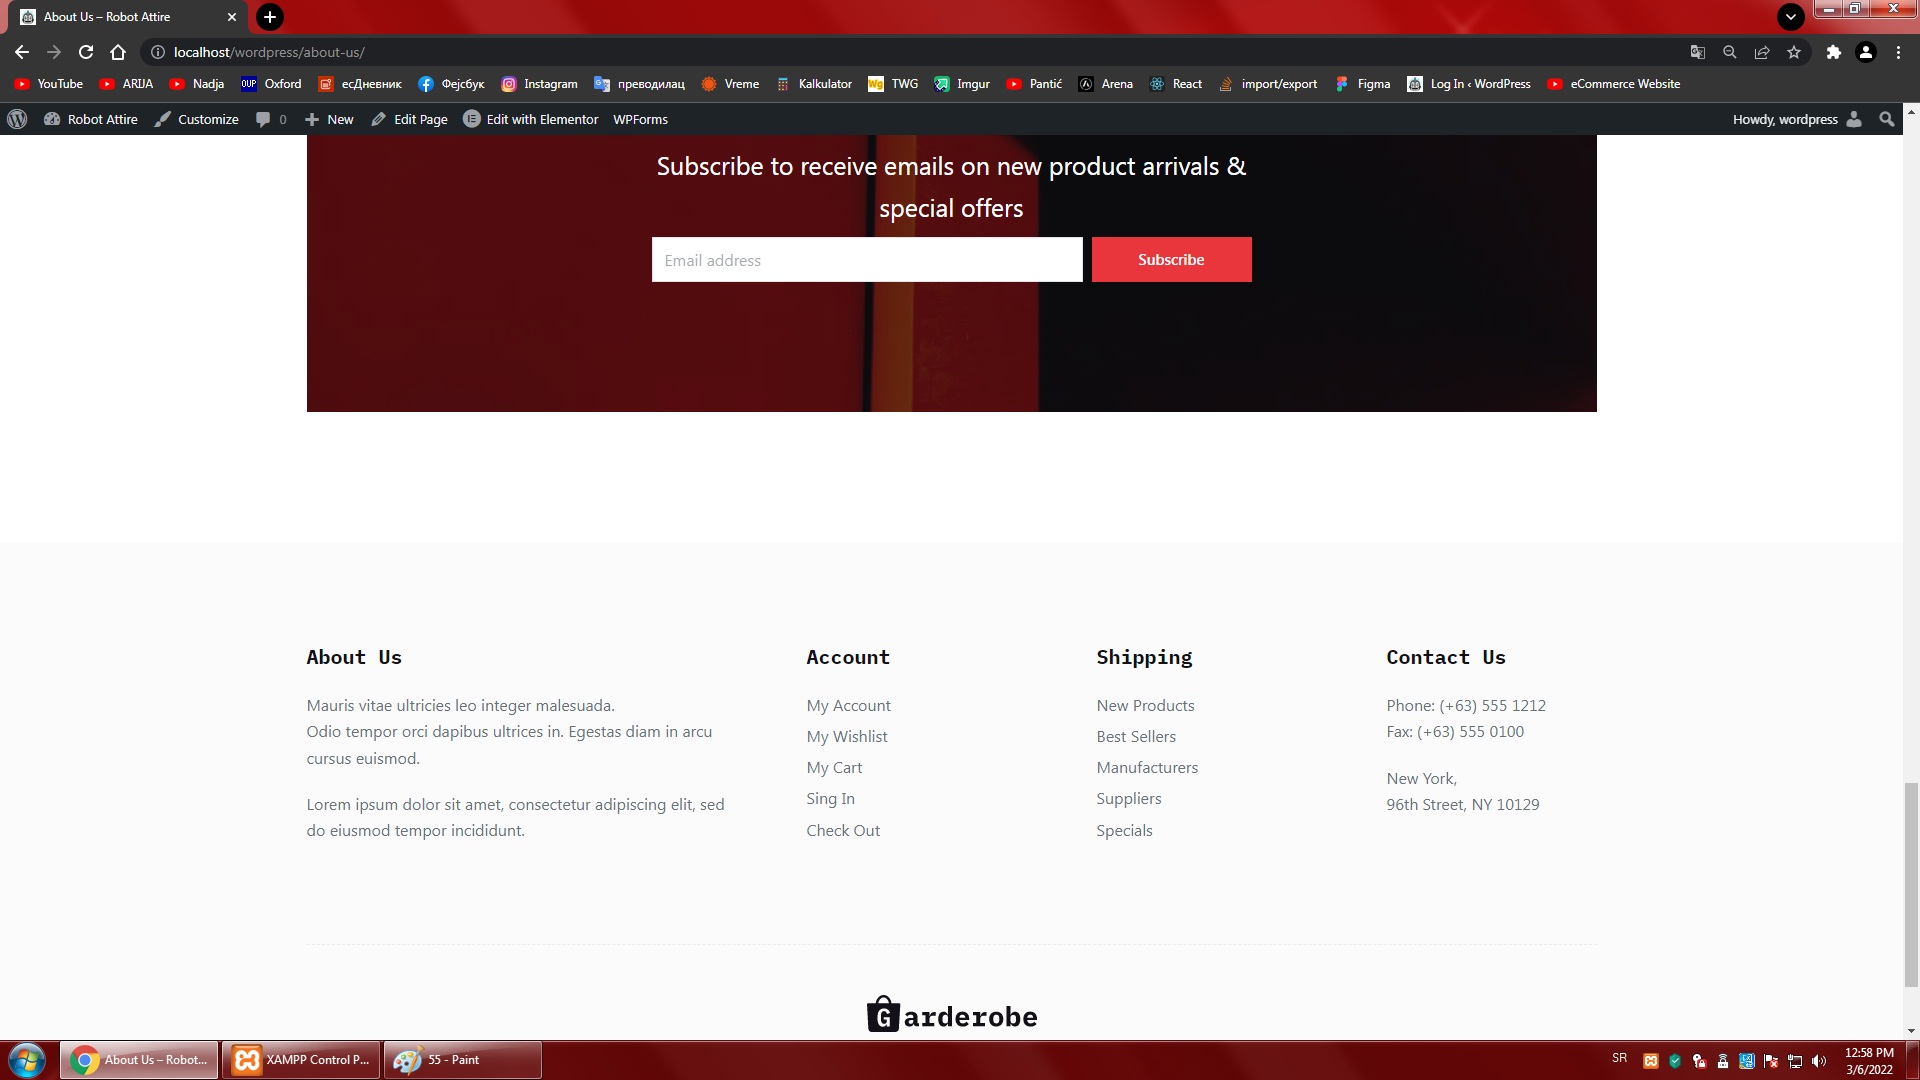 About Us – Robot Attire
localhost/wordpress/about-us/
YouTube ARIJA Nadja OUP Oxford есДневник Фејсбук Instagram преводилац Vreme Kalkulator Wg TWG Imgur Pantić Arena React import/export Figma Log In ‹ WordPress eCommerce Website
Robot Attire Customize 0 New Edit Page Edit with Elementor WPForms Howdy, wordpress
Subscribe to receive emails on new product arrivals &
special offers
Email address Subscribe
About Us
Mauris vitae ultricies leo integer malesuada.
Odio tempor orci dapibus ultrices in. Egestas diam in arcu
cursus euismod.
Lorem ipsum dolor sit amet, consectetur adipiscing elit, sed
do eiusmod tempor incididunt.
Account
My Account
My Wishlist
My Cart
Sing In
Check Out
Shipping
New Products
Best Sellers
Manufacturers
Suppliers
Specials
Contact Us
Phone: (+63) 555 1212
Fax: (+63) 555 0100
New York,
96th Street, NY 10129
Garderobe
About Us – Robot... XAMPP Control P... 55 - Paint SR 12:58 PM
3/6/2022